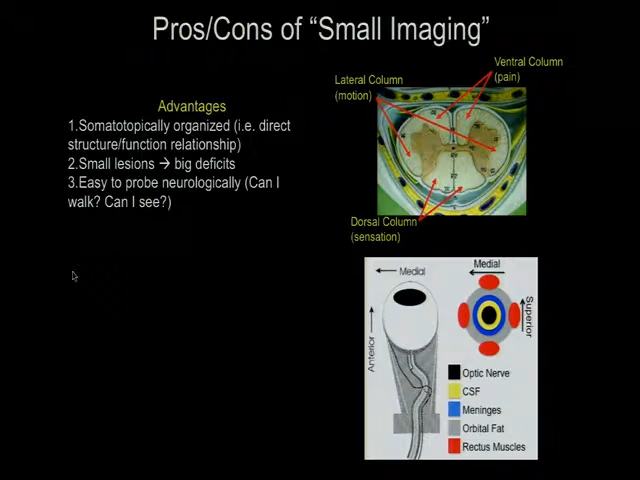 Pros/Cons of “Small Imaging”
Advantages
1.Somatotopically organized (i.e. direct
structure/function relationship)
2.Small lesions → big deficits
3.Easy to probe neurologically (Can I
walk? Can I see?)
Lateral Column
(motion)
Ventral Column
(pain)
Dorsal Column
(sensation)
Medial
Anterior
Medial
Superior
Optic Nerve
CSF
Meninges
Orbital Fat
Rectus Muscles